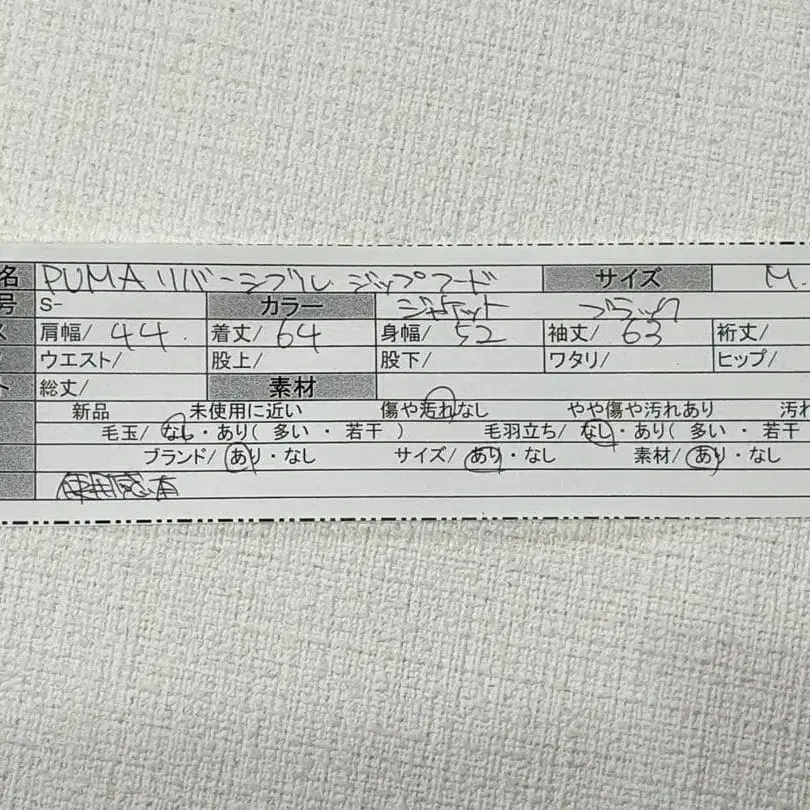 名 PUMA リバーシブル ジップフード サイズ M.
号 S- カラー ジャケット ブラック
ス 肩幅/ 44 着丈/ 64 身幅/ 52 袖丈/ 63 裄丈/
ウエスト/ 股上/ 股下/ ワタリ/ ヒップ/
ト 総丈/ 素材
新品 未使用に近い 傷や汚れなし やや傷や汚れあり 汚れ
毛玉/ なし・あり( 多い ・ 若干 ) 毛羽立ち/ なし・あり( 多い ・ 若干
ブランド/ あり・なし サイズ/ あり・なし 素材/ あり・なし